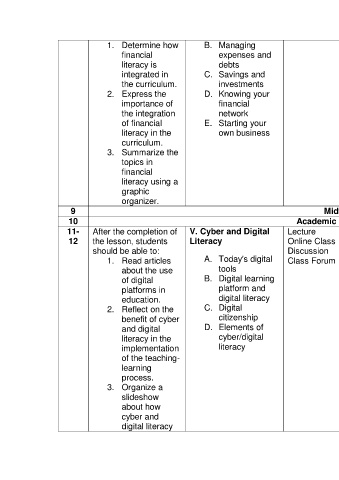 1. Determine how
financial
literacy is
integrated in
the curriculum.
2. Express the
importance of
the integration
of financial
literacy in the
curriculum.
3. Summarize the
topics in
financial
literacy using a
graphic
organizer.
B. Managing
expenses and
debts
C. Savings and
investments
D. Knowing your
financial
network
E. Starting your
own business
9 Mid
10 Academic
11-
12
After the completion of
the lesson, students
should be able to:
1. Read articles
about the use
of digital
platforms in
education.
2. Reflect on the
benefit of cyber
and digital
literacy in the
implementation
of the teaching-
learning
process.
3. Organize a
slideshow
about how
cyber and
digital literacy
V. Cyber and Digital
Literacy
A. Today's digital
tools
B. Digital learning
platform and
digital literacy
C. Digital
citizenship
D. Elements of
cyber/digital
literacy
Lecture
Online Class
Discussion
Class Forum